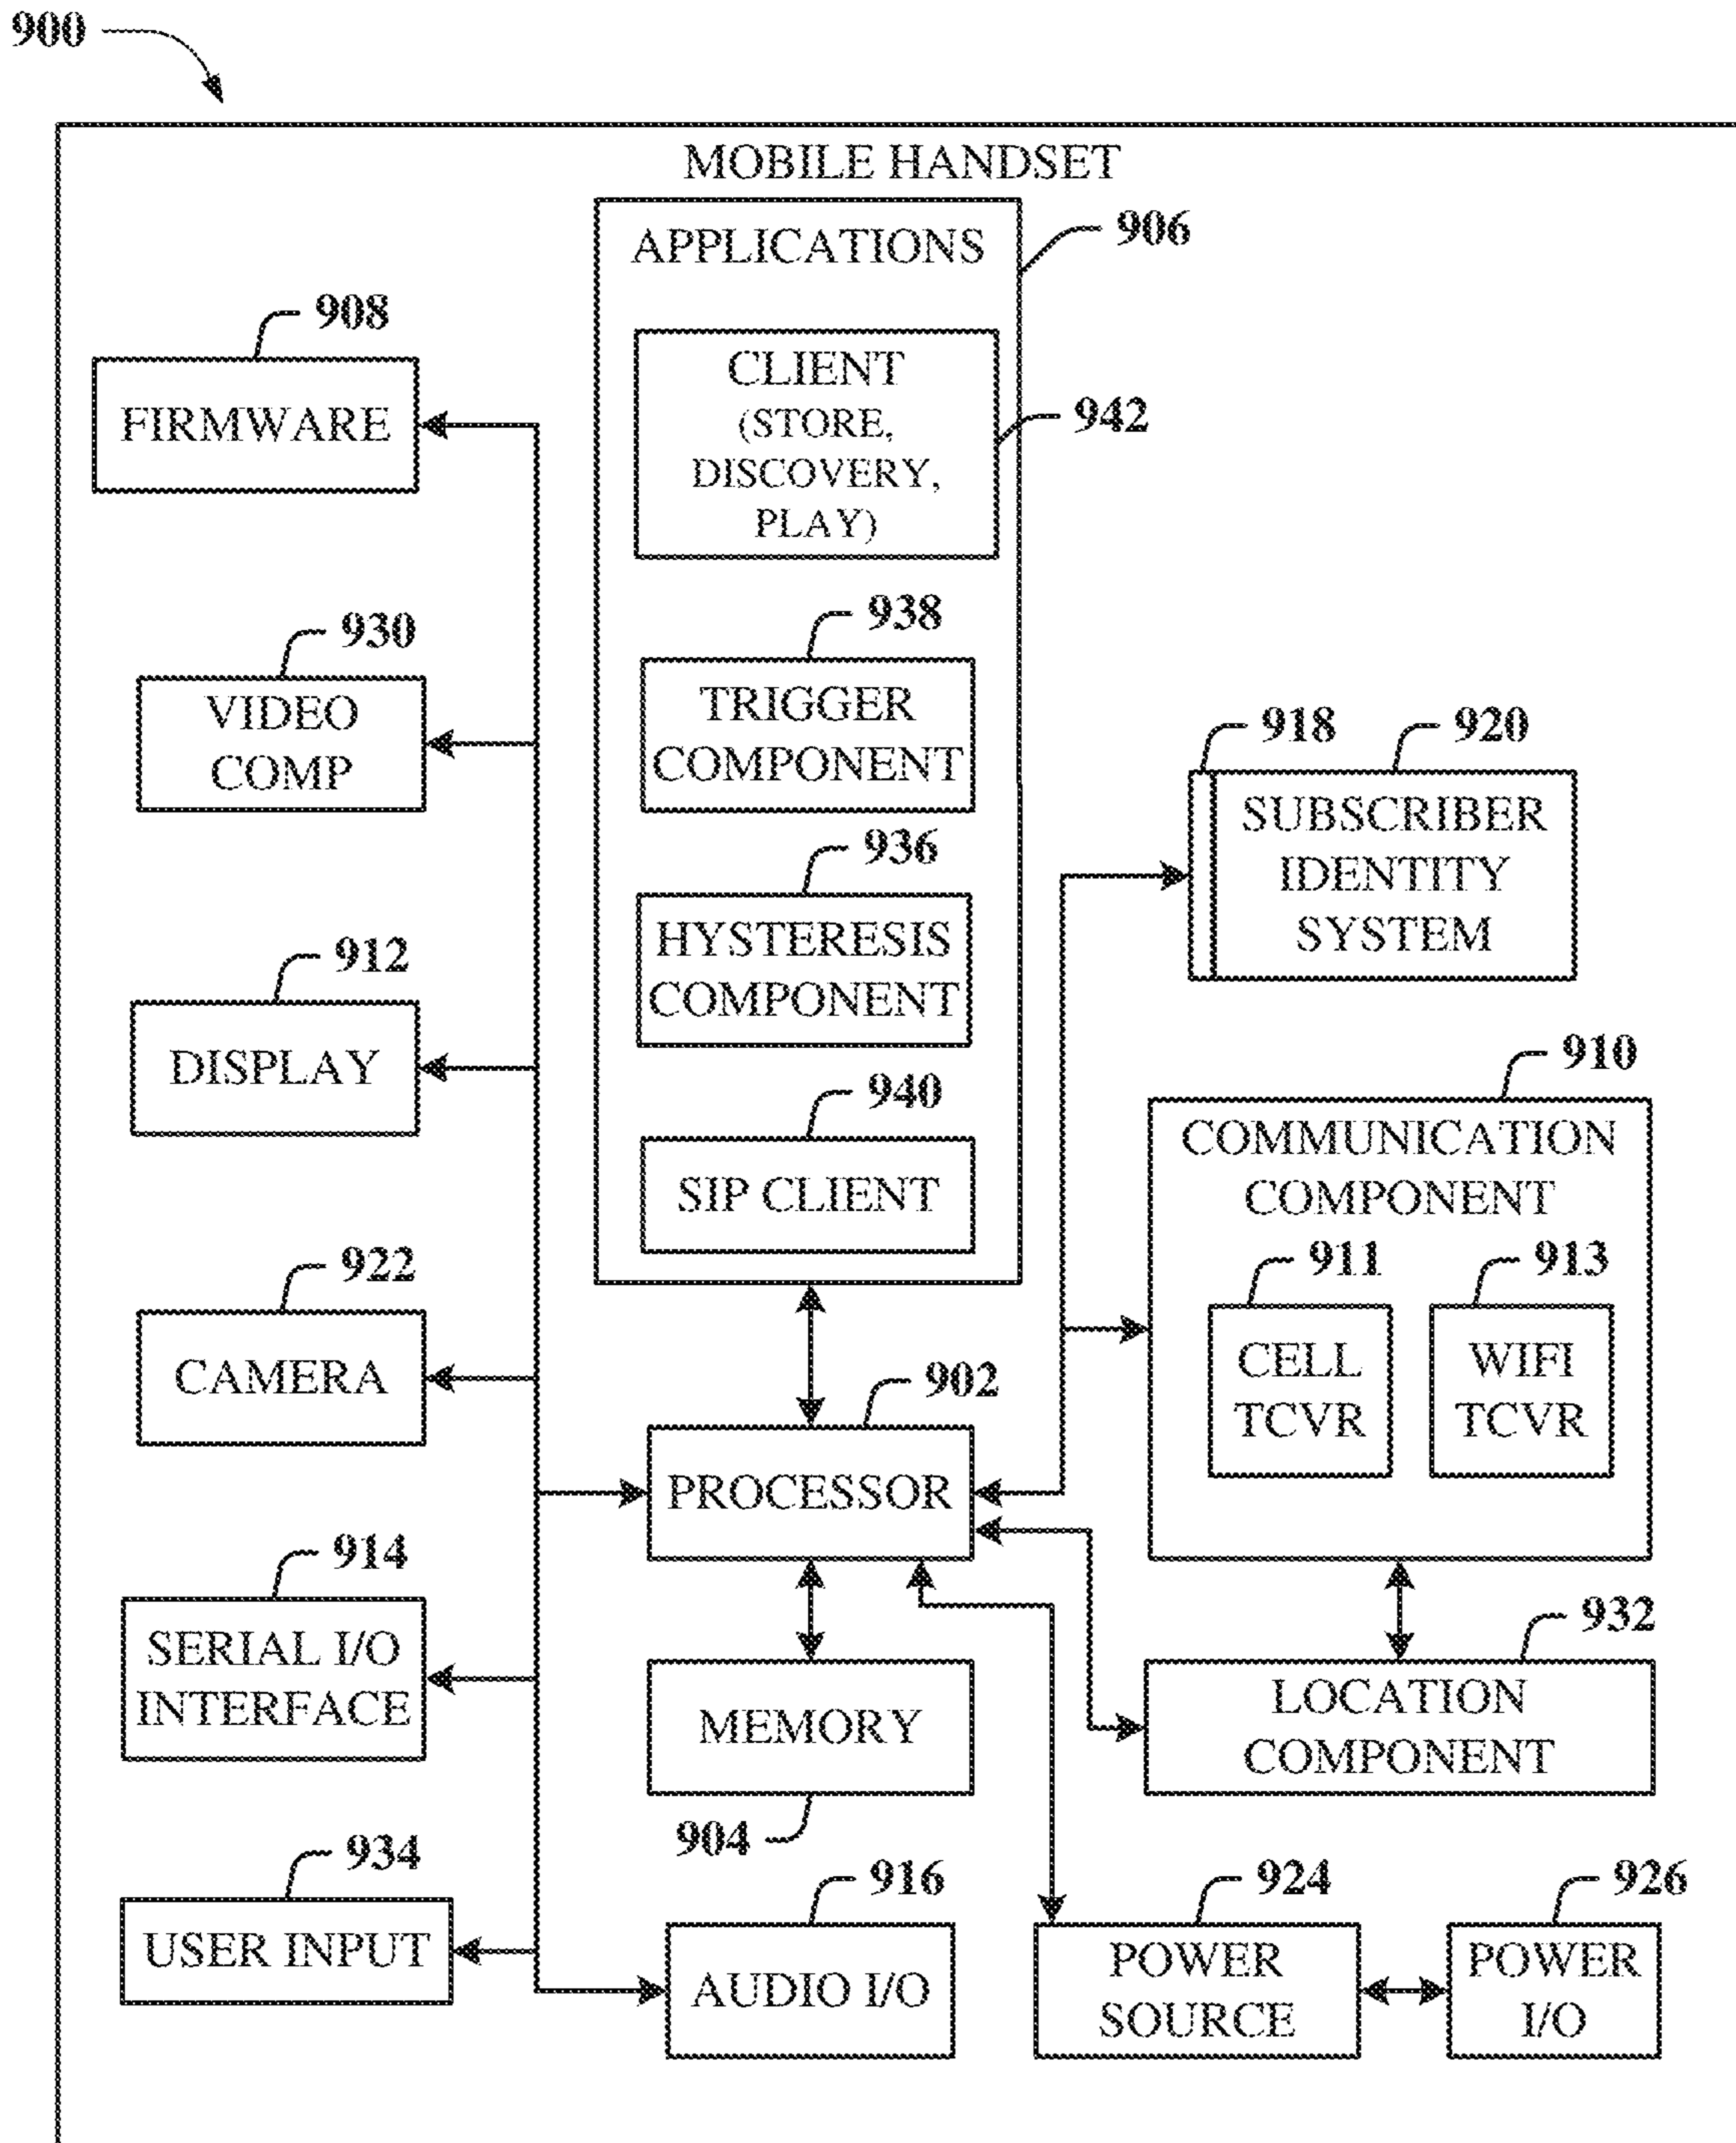 900
MOBILE HANDSET
APPLICATIONS
906
CLIENT
(STORE,
DISCOVERY,
PLAY)
942
938
TRIGGER
COMPONENT
936
HYSTERESIS
COMPONENT
940
SIP CLIENT
908
FIRMWARE
930
VIDEO
COMP
912
DISPLAY
922
CAMERA
914
SERIAL I/O
INTERFACE
934
USER INPUT
902
PROCESSOR
MEMORY
904
916
AUDIO I/O
918
920
SUBSCRIBER
IDENTITY
SYSTEM
910
COMMUNICATION
COMPONENT
911
CELL
TCVR
913
WIFI
TCVR
932
LOCATION
COMPONENT
924
POWER
SOURCE
926
POWER
I/O